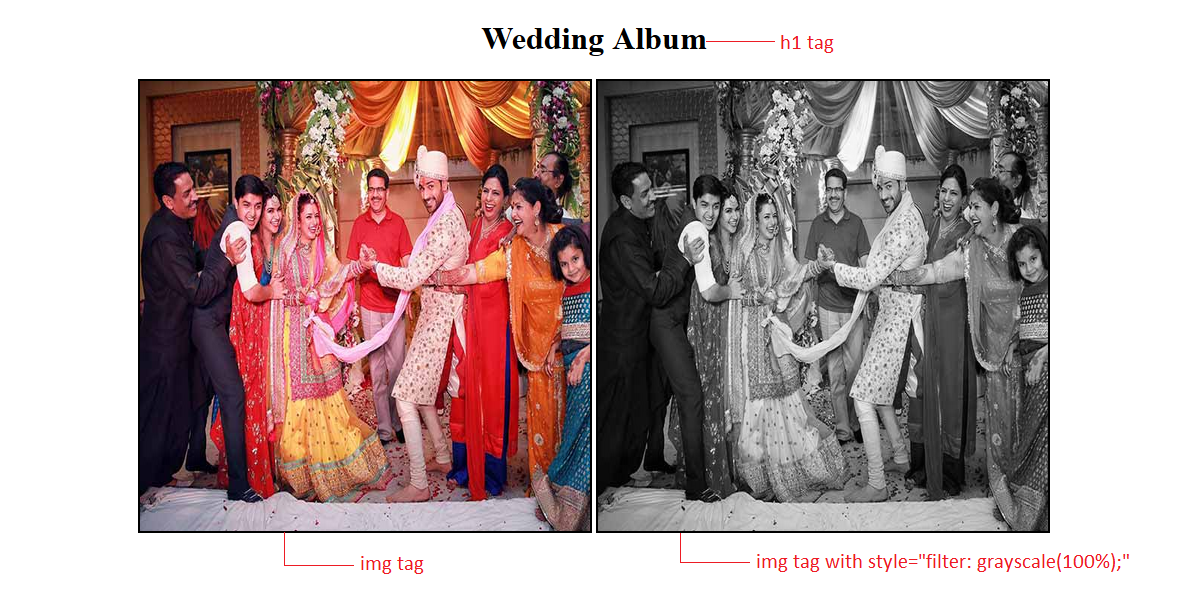 Wedding Album
h1 tag
img tag
img tag with style="filter: grayscale(100%);"